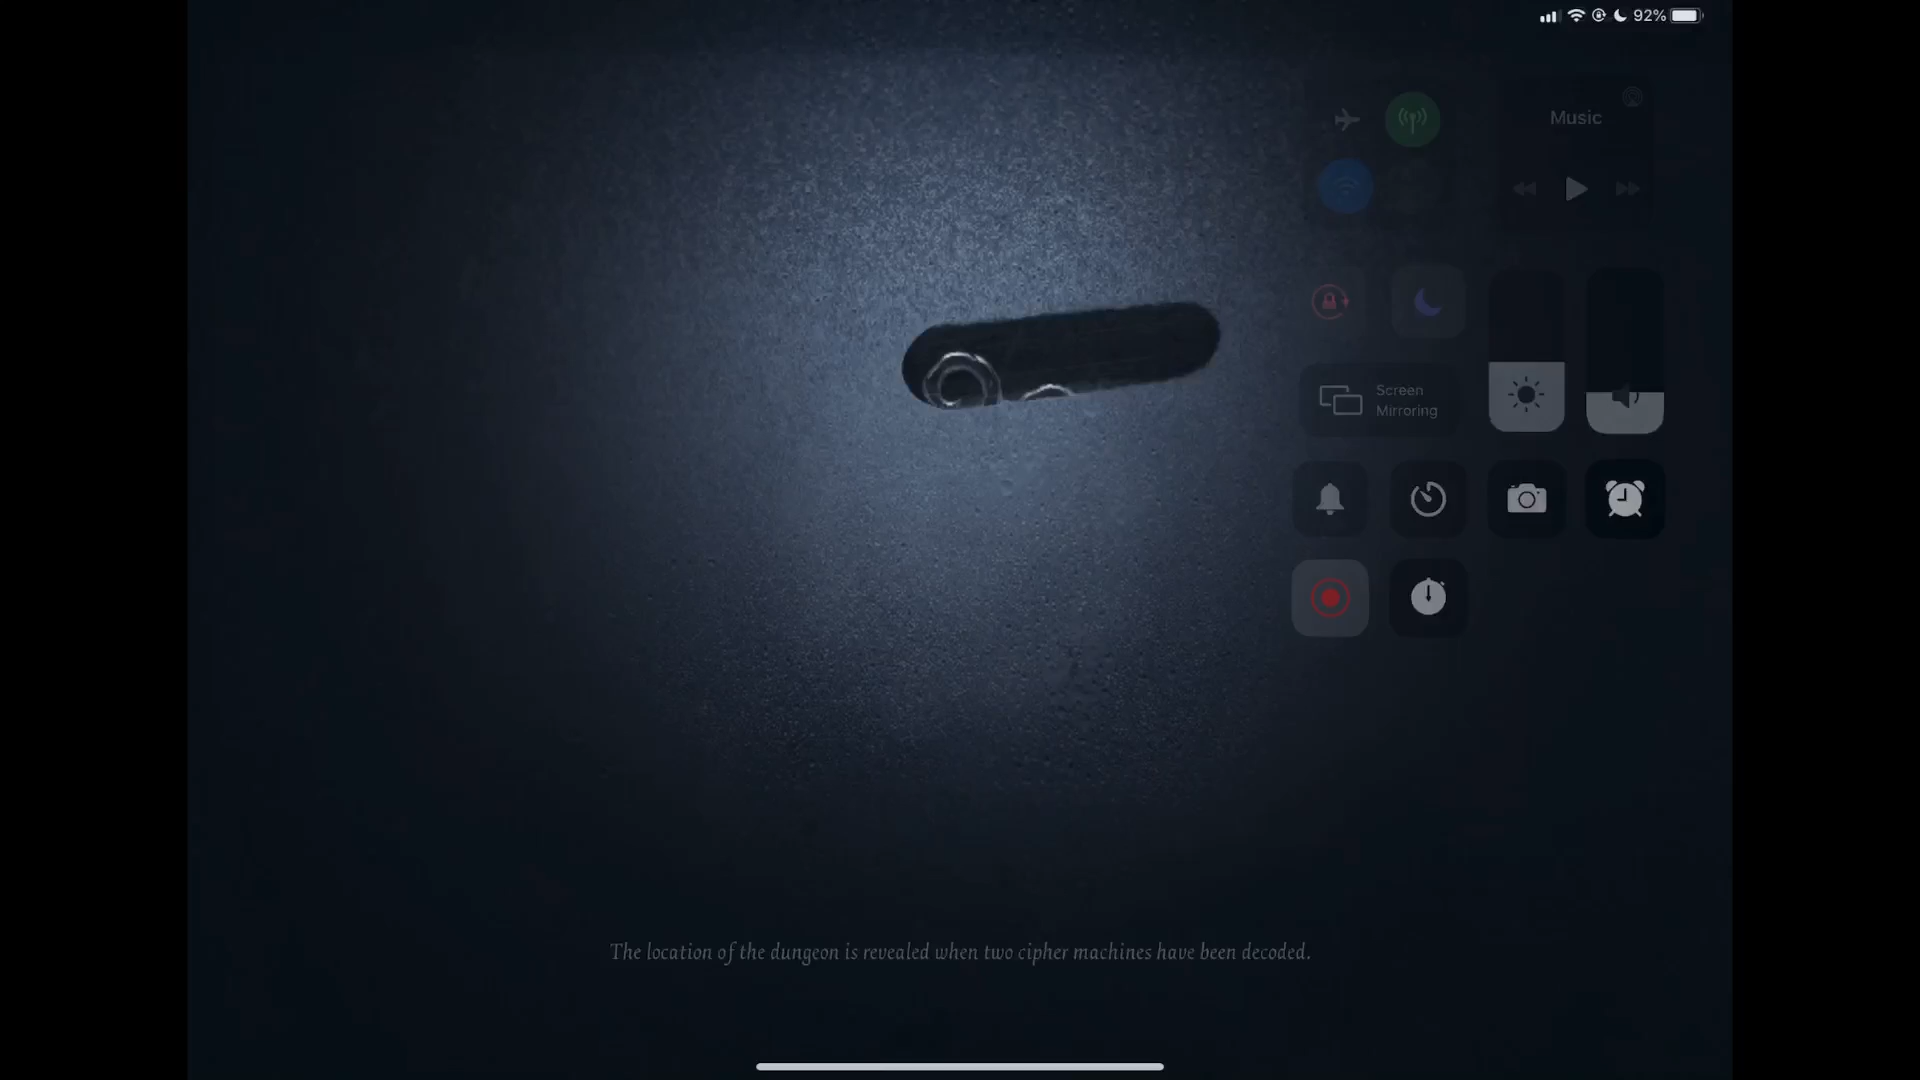 92%
Music
Screen
Mirroring
The location of the dungeon is revealed when two cipher machines have been decoded.